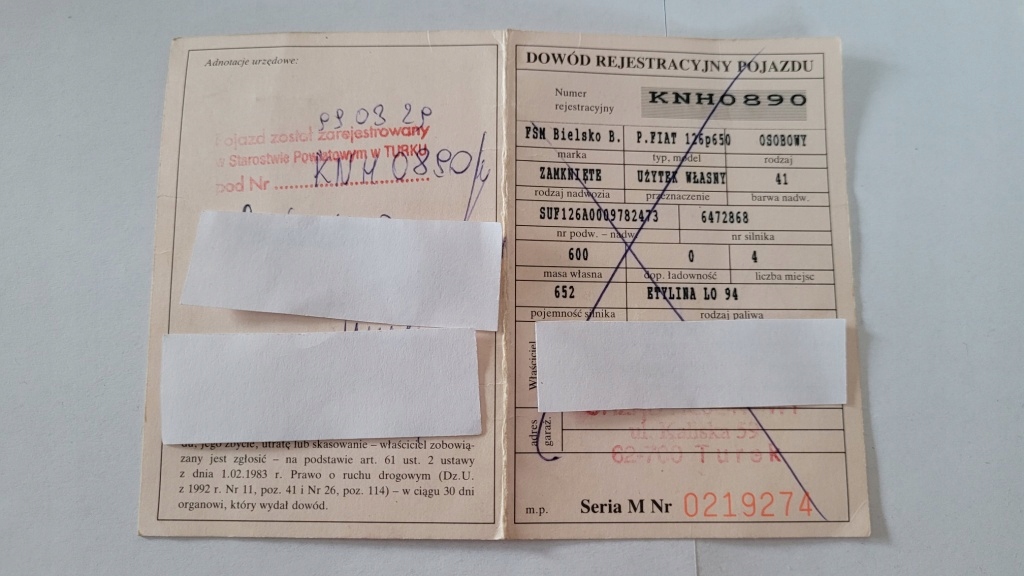 Adnotacje urzędowe:
99.03.29
ojazd został zarejestrowany
w Starostwie Powiatowym w TURKU
pod Nr ........ KNH 0890
du, jego zbycie, utratę lub skasowanie – właściciel zobowią-
zany jest zgłosić – na podstawie art. 61 ust. 2 ustawy
z dnia 1.02.1983 r. Prawo o ruchu drogowym (Dz.U.
z 1992 r. Nr 11, poz. 41 i Nr 26, poz. 114) – w ciągu 30 dni
organowi, który wydał dowód.
DOWÓD REJESTRACYJNY POJAZDU
Numer
rejestracyjny
KNH0890
FSM Bielsko B. P.FIAT 126p650 OSOBOWY
marka typ, model rodzaj
ZAMKNIĘTE UŻYTEK WŁASNY 41
rodzaj nadwozia przeznaczenie barwa nadw.
SUF126A0009782473 6472868
nr podw. – nadw. nr silnika
600 0 4
masa własna dop. ładowność liczba miejsc
652 ETYLINA LO 94
pojemność silnika rodzaj paliwa
Właściciel
adres
garaż.
ul. Kaliska 59
62-700 Turek
m.p. Seria M Nr 0219274